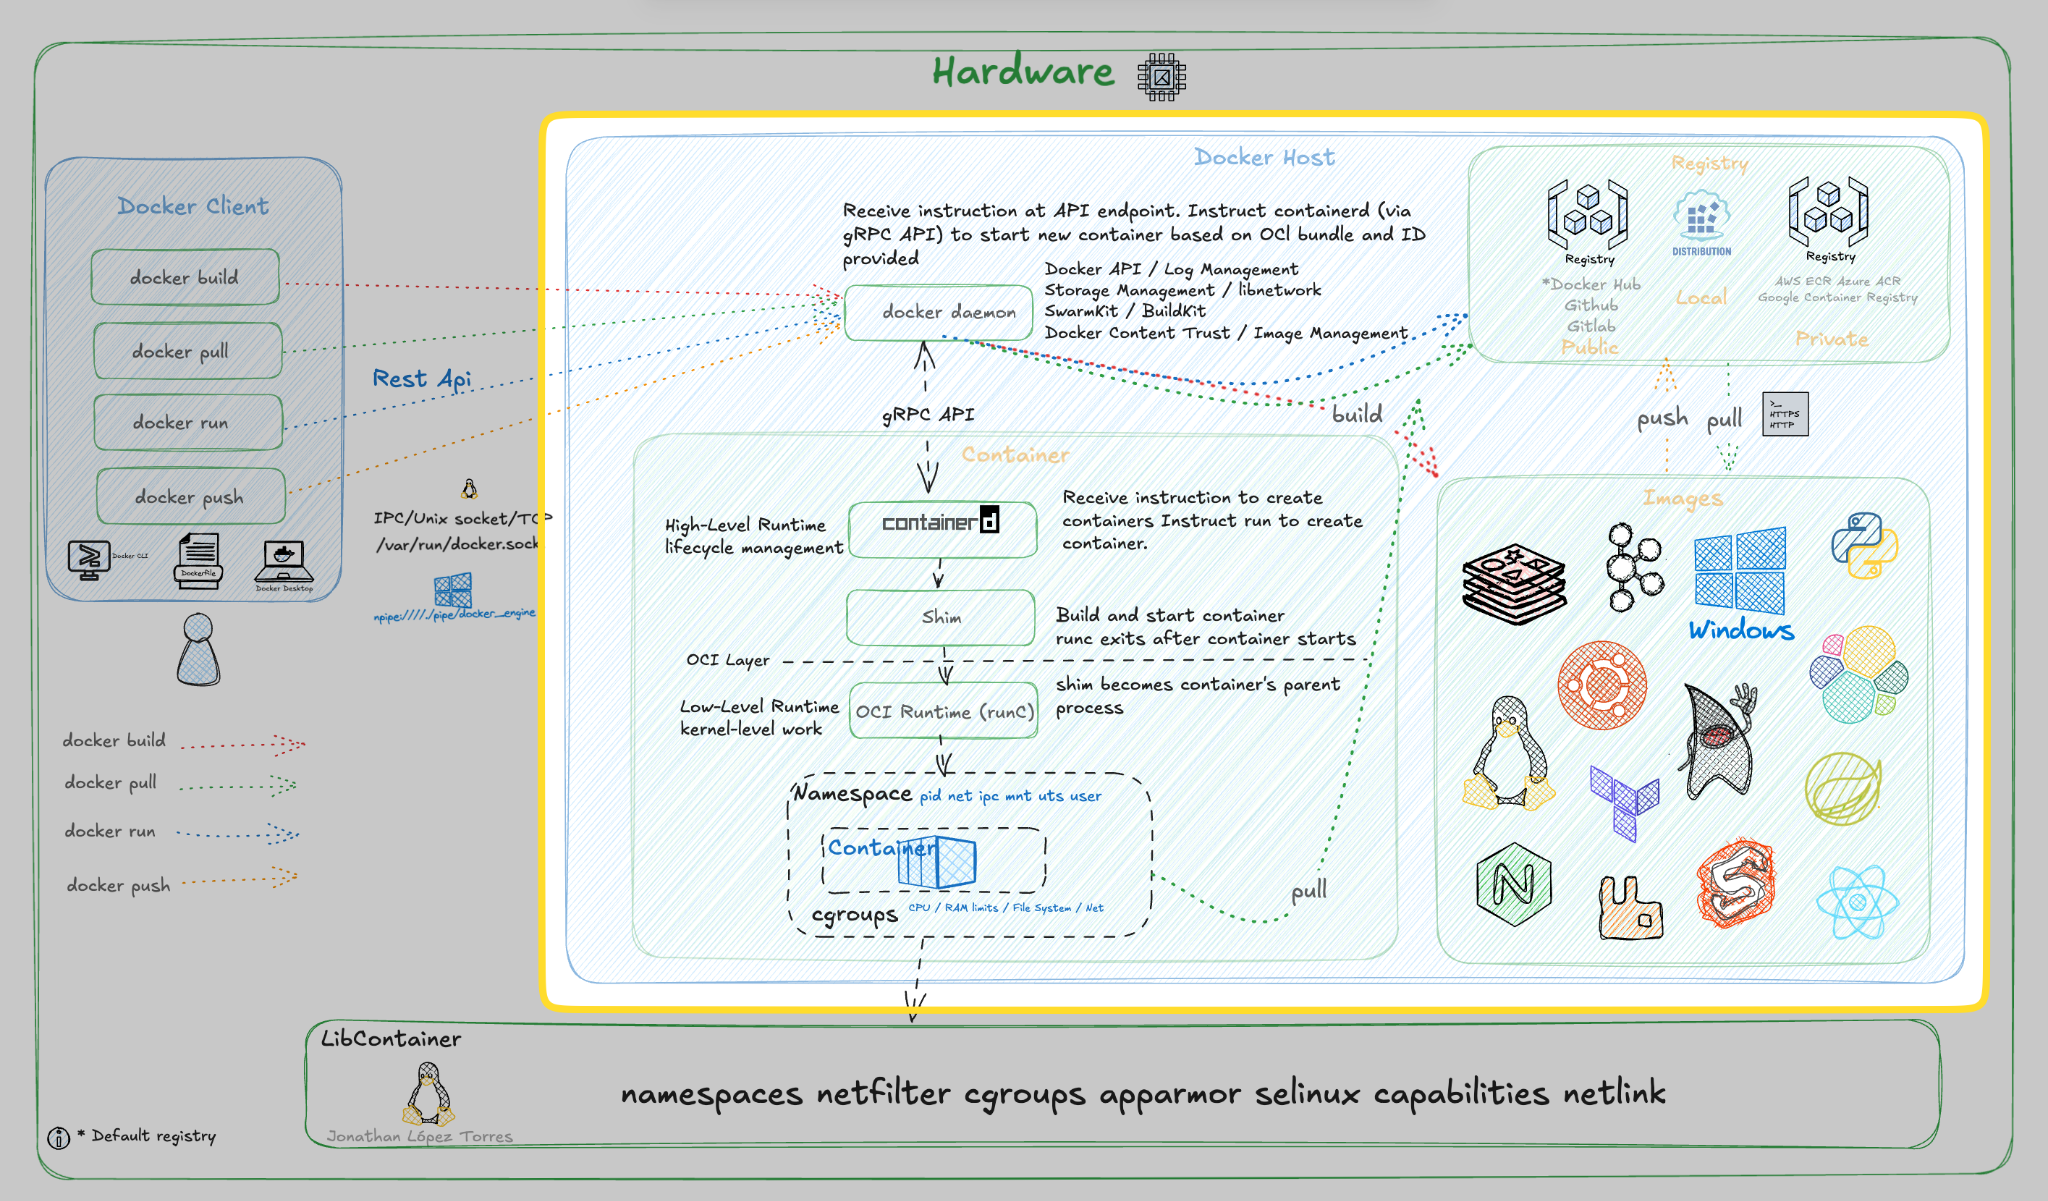 Hardware
Docker Client
docker build
docker pull
docker run
docker push
Docker CLI
Dockerfile
Docker Desktop
Rest Api
IPC/Unix socket/TCP
/var/run/docker.sock
npipe:////./pipe/docker_engine
docker build
docker pull
docker run
docker push
Docker Host
Receive instruction at API endpoint. Instruct containerd (via
gRPC API) to start new container based on OCl bundle and ID
provided
docker daemon
Docker API / Log Management
Storage Management / libnetwork
SwarmKit / BuildKit
Docker Content Trust / Image Management
gRPC API
build
Registry
Registry
*Docker Hub
Github
Gitlab
Public
DISTRIBUTION
Local
Registry
AWS ECR Azure ACR
Google Container Registry
Private
push
pull
>_
HTTPS
HTTP
Container
High-Level Runtime
lifecycle management
containerd
Receive instruction to create
containers Instruct run to create
container.
Shim
Build and start container
runc exits after container starts
OCI Layer
Low-Level Runtime
kernel-level work
OCI Runtime (runC)
shim becomes container's parent
process
Namespace pid net ipc mnt uts user
Container
cgroups CPU / RAM limits / File System / Net
pull
Images
Windows
LibContainer
Jonathan López Torres
namespaces netfilter cgroups apparmor selinux capabilities netlink
* Default registry